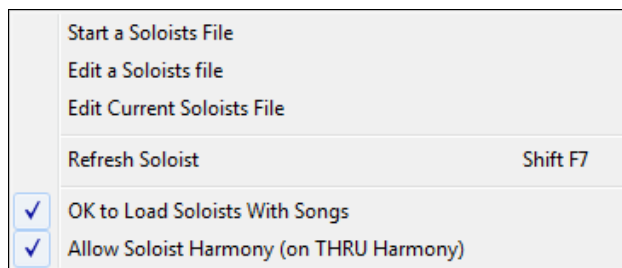 Start a Soloists File
Edit a Soloists file
Edit Current Soloists File
Refresh Soloist Shift F7
OK to Load Soloists With Songs
Allow Soloist Harmony (on THRU Harmony)